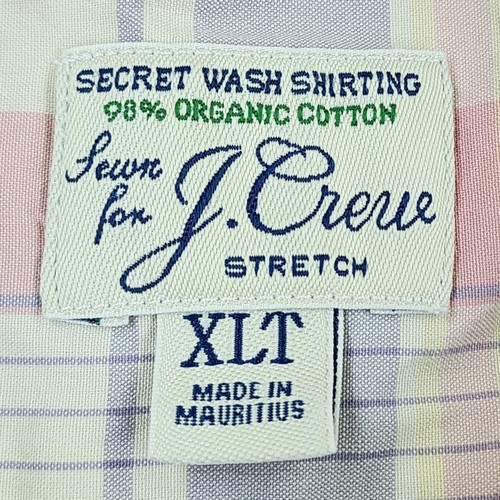 SECRET WASH SHIRTING
98% ORGANIC COTTON
Sewn
for J.Crew
STRETCH
XLT
MADE IN
MAURITIUS